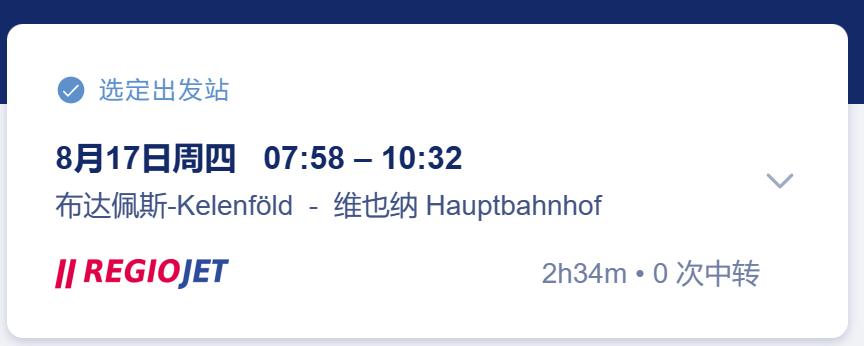 选定出发站
8月17日周四 07:58 – 10:32
布达佩斯-Kelenföld - 维也纳 Hauptbahnhof
REGIOJET
2h34m • 0 次中转